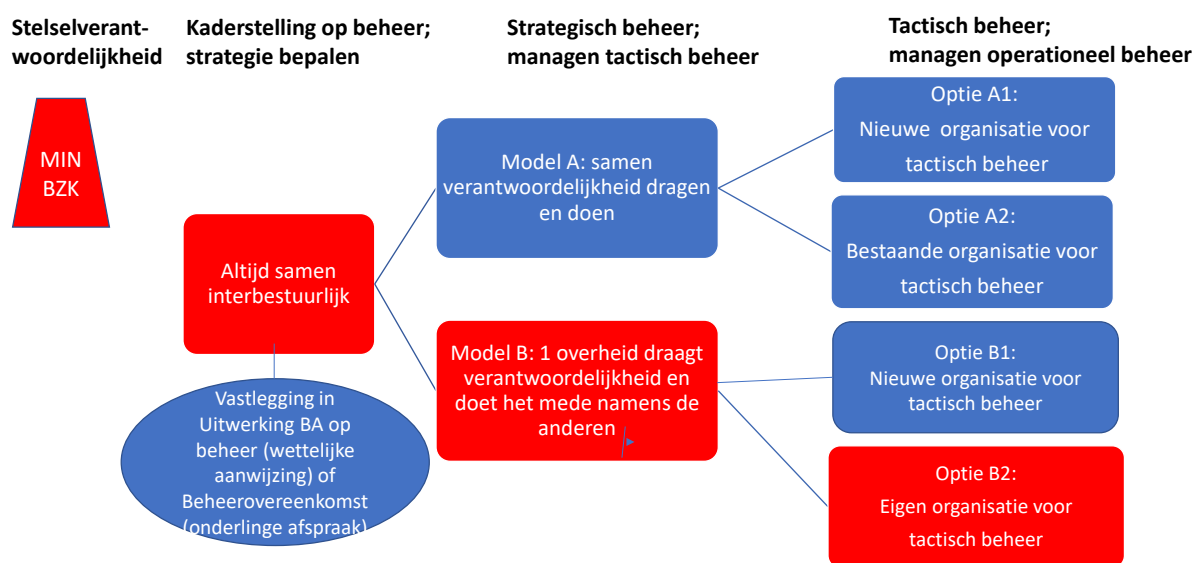 Stelselverant-
woordelijkheid
Kaderstelling op beheer;
strategie bepalen
Strategisch beheer;
managen tactisch beheer
Tactisch beheer;
managen operationeel beheer
MIN
BZK
Altijd samen
interbestuurlijk
Vastlegging in
Uitwerking BA op
beheer (wettelijke
aanwijzing) of
Beheerovereenkomst
(onderlinge afspraak)
Model A: samen
verantwoordelijkheid dragen
en doen
Model B: 1 overheid draagt
verantwoordelijkheid en
doet het mede namens de
anderen
Optie A1:
Nieuwe organisatie voor
tactisch beheer
Optie A2:
Bestaande organisatie voor
tactisch beheer
Optie B1:
Nieuwe organisatie voor
tactisch beheer
Optie B2:
Eigen organisatie voor
tactisch beheer